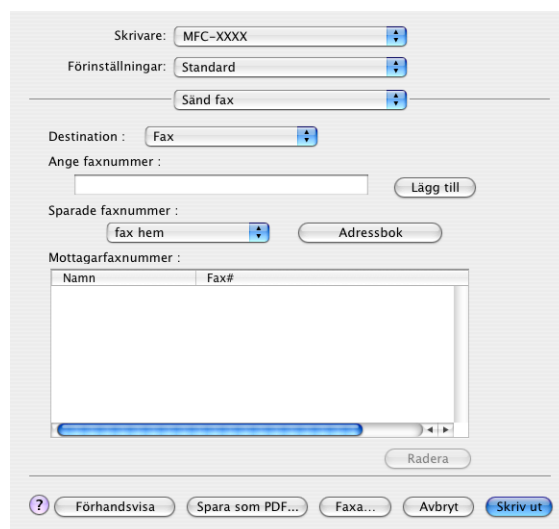 Skrivare: MFC-XXXX
Förinställningar: Standard
Sänd fax
Destination : Fax
Ange faxnummer :
Lägg till
Sparade faxnummer :
fax hem Adressbok
Mottagarfaxnummer :
Namn Fax#
Radera
? Förhandsvisa Spara som PDF... Faxa... Avbryt Skriv ut